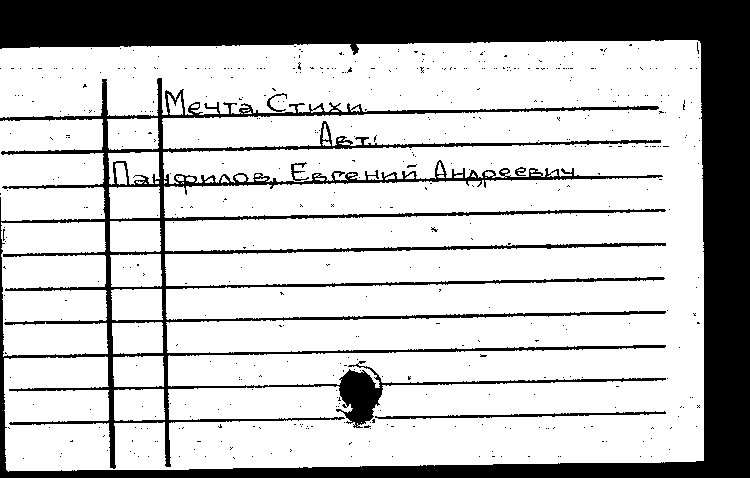 Мечта. Стихи
Авт.:
Панфилов, Евгений Андреевич